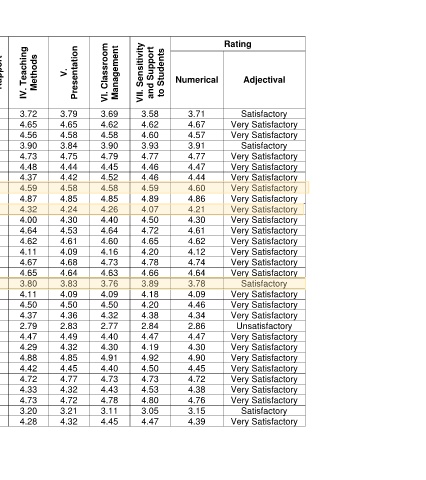 IV. Teaching Methods
V. Presentation
VI. Classroom Management
VII. Sensitivity and Support to Students
Rating
Numerical
Adjectival
3.72 3.79 3.69 3.58 3.71 Satisfactory
4.65 4.65 4.62 4.62 4.67 Very Satisfactory
4.56 4.58 4.58 4.60 4.57 Very Satisfactory
3.90 3.84 3.90 3.93 3.91 Satisfactory
4.73 4.75 4.79 4.77 4.77 Very Satisfactory
4.48 4.44 4.45 4.46 4.47 Very Satisfactory
4.37 4.42 4.52 4.46 4.44 Very Satisfactory
4.59 4.58 4.58 4.59 4.60 Very Satisfactory
4.87 4.85 4.85 4.89 4.86 Very Satisfactory
4.32 4.24 4.26 4.07 4.21 Very Satisfactory
4.00 4.30 4.40 4.50 4.30 Very Satisfactory
4.64 4.53 4.64 4.72 4.61 Very Satisfactory
4.62 4.61 4.60 4.65 4.62 Very Satisfactory
4.11 4.09 4.16 4.20 4.12 Very Satisfactory
4.67 4.68 4.73 4.78 4.74 Very Satisfactory
4.65 4.64 4.63 4.66 4.64 Very Satisfactory
3.80 3.83 3.76 3.89 3.78 Satisfactory
4.11 4.09 4.09 4.18 4.09 Very Satisfactory
4.50 4.50 4.50 4.20 4.46 Very Satisfactory
4.37 4.36 4.32 4.38 4.34 Very Satisfactory
2.79 2.83 2.77 2.84 2.86 Unsatisfactory
4.47 4.49 4.40 4.47 4.47 Very Satisfactory
4.29 4.32 4.30 4.19 4.30 Very Satisfactory
4.88 4.85 4.91 4.92 4.90 Very Satisfactory
4.42 4.45 4.40 4.50 4.45 Very Satisfactory
4.72 4.77 4.73 4.73 4.72 Very Satisfactory
4.33 4.32 4.43 4.53 4.38 Very Satisfactory
4.73 4.72 4.78 4.80 4.76 Very Satisfactory
3.20 3.21 3.11 3.05 3.15 Satisfactory
4.28 4.32 4.45 4.47 4.39 Very Satisfactory